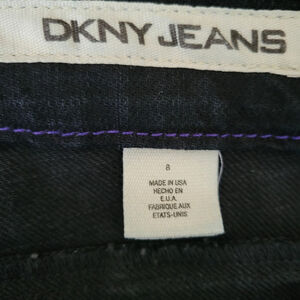 DKNY JEANS
8
MADE IN USA
HECHO EN
E.U.A.
FABRIQUE AUX
ETATS-UNIS